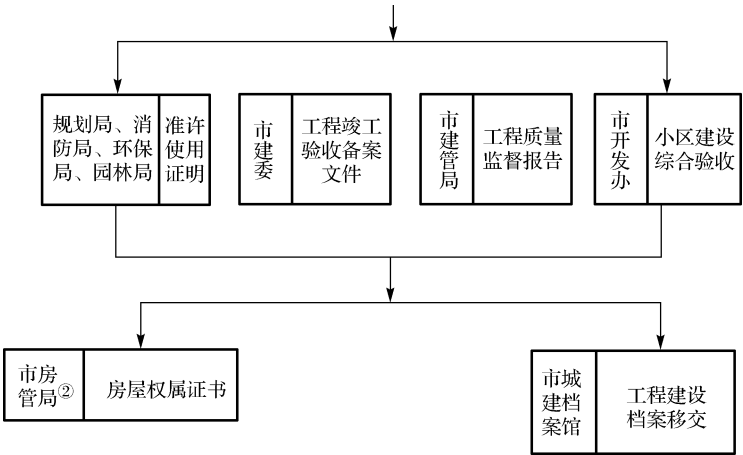 规划局、消
防局、环保
局、园林局
准许
使用
证明
市建委
工程竣工
验收备案
文件
市建管局
工程质量
监督报告
市开发办
小区建设
综合验收
市房
管局②
房屋权属证书
市城
建档
案馆
工程建设
档案移交